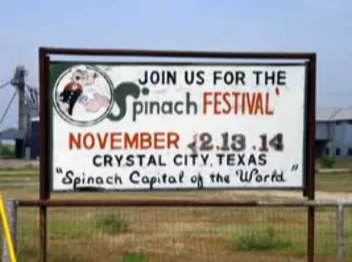 JOIN US FOR THE
Spinach FESTIVAL'
NOVEMBER 12.13.14
CRYSTAL CITY, TEXAS
"Spinach Capital of the World"